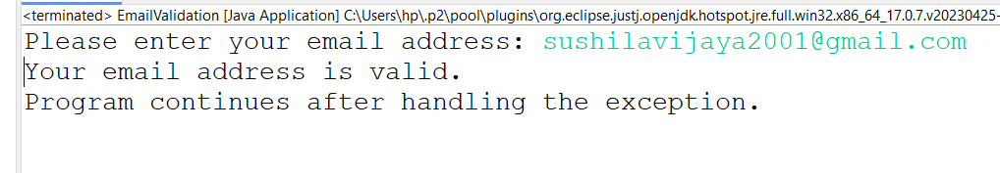 <terminated> EmailValidation [Java Application] C:\Users\hp\.p2\pool\plugins\org.eclipse.justj.openjdk.hotspot.jre.full.win32.x86_64_17.0.7.v20230425-
Please enter your email address: sushilavijaya2001@gmail.com
Your email address is valid.
Program continues after handling the exception.